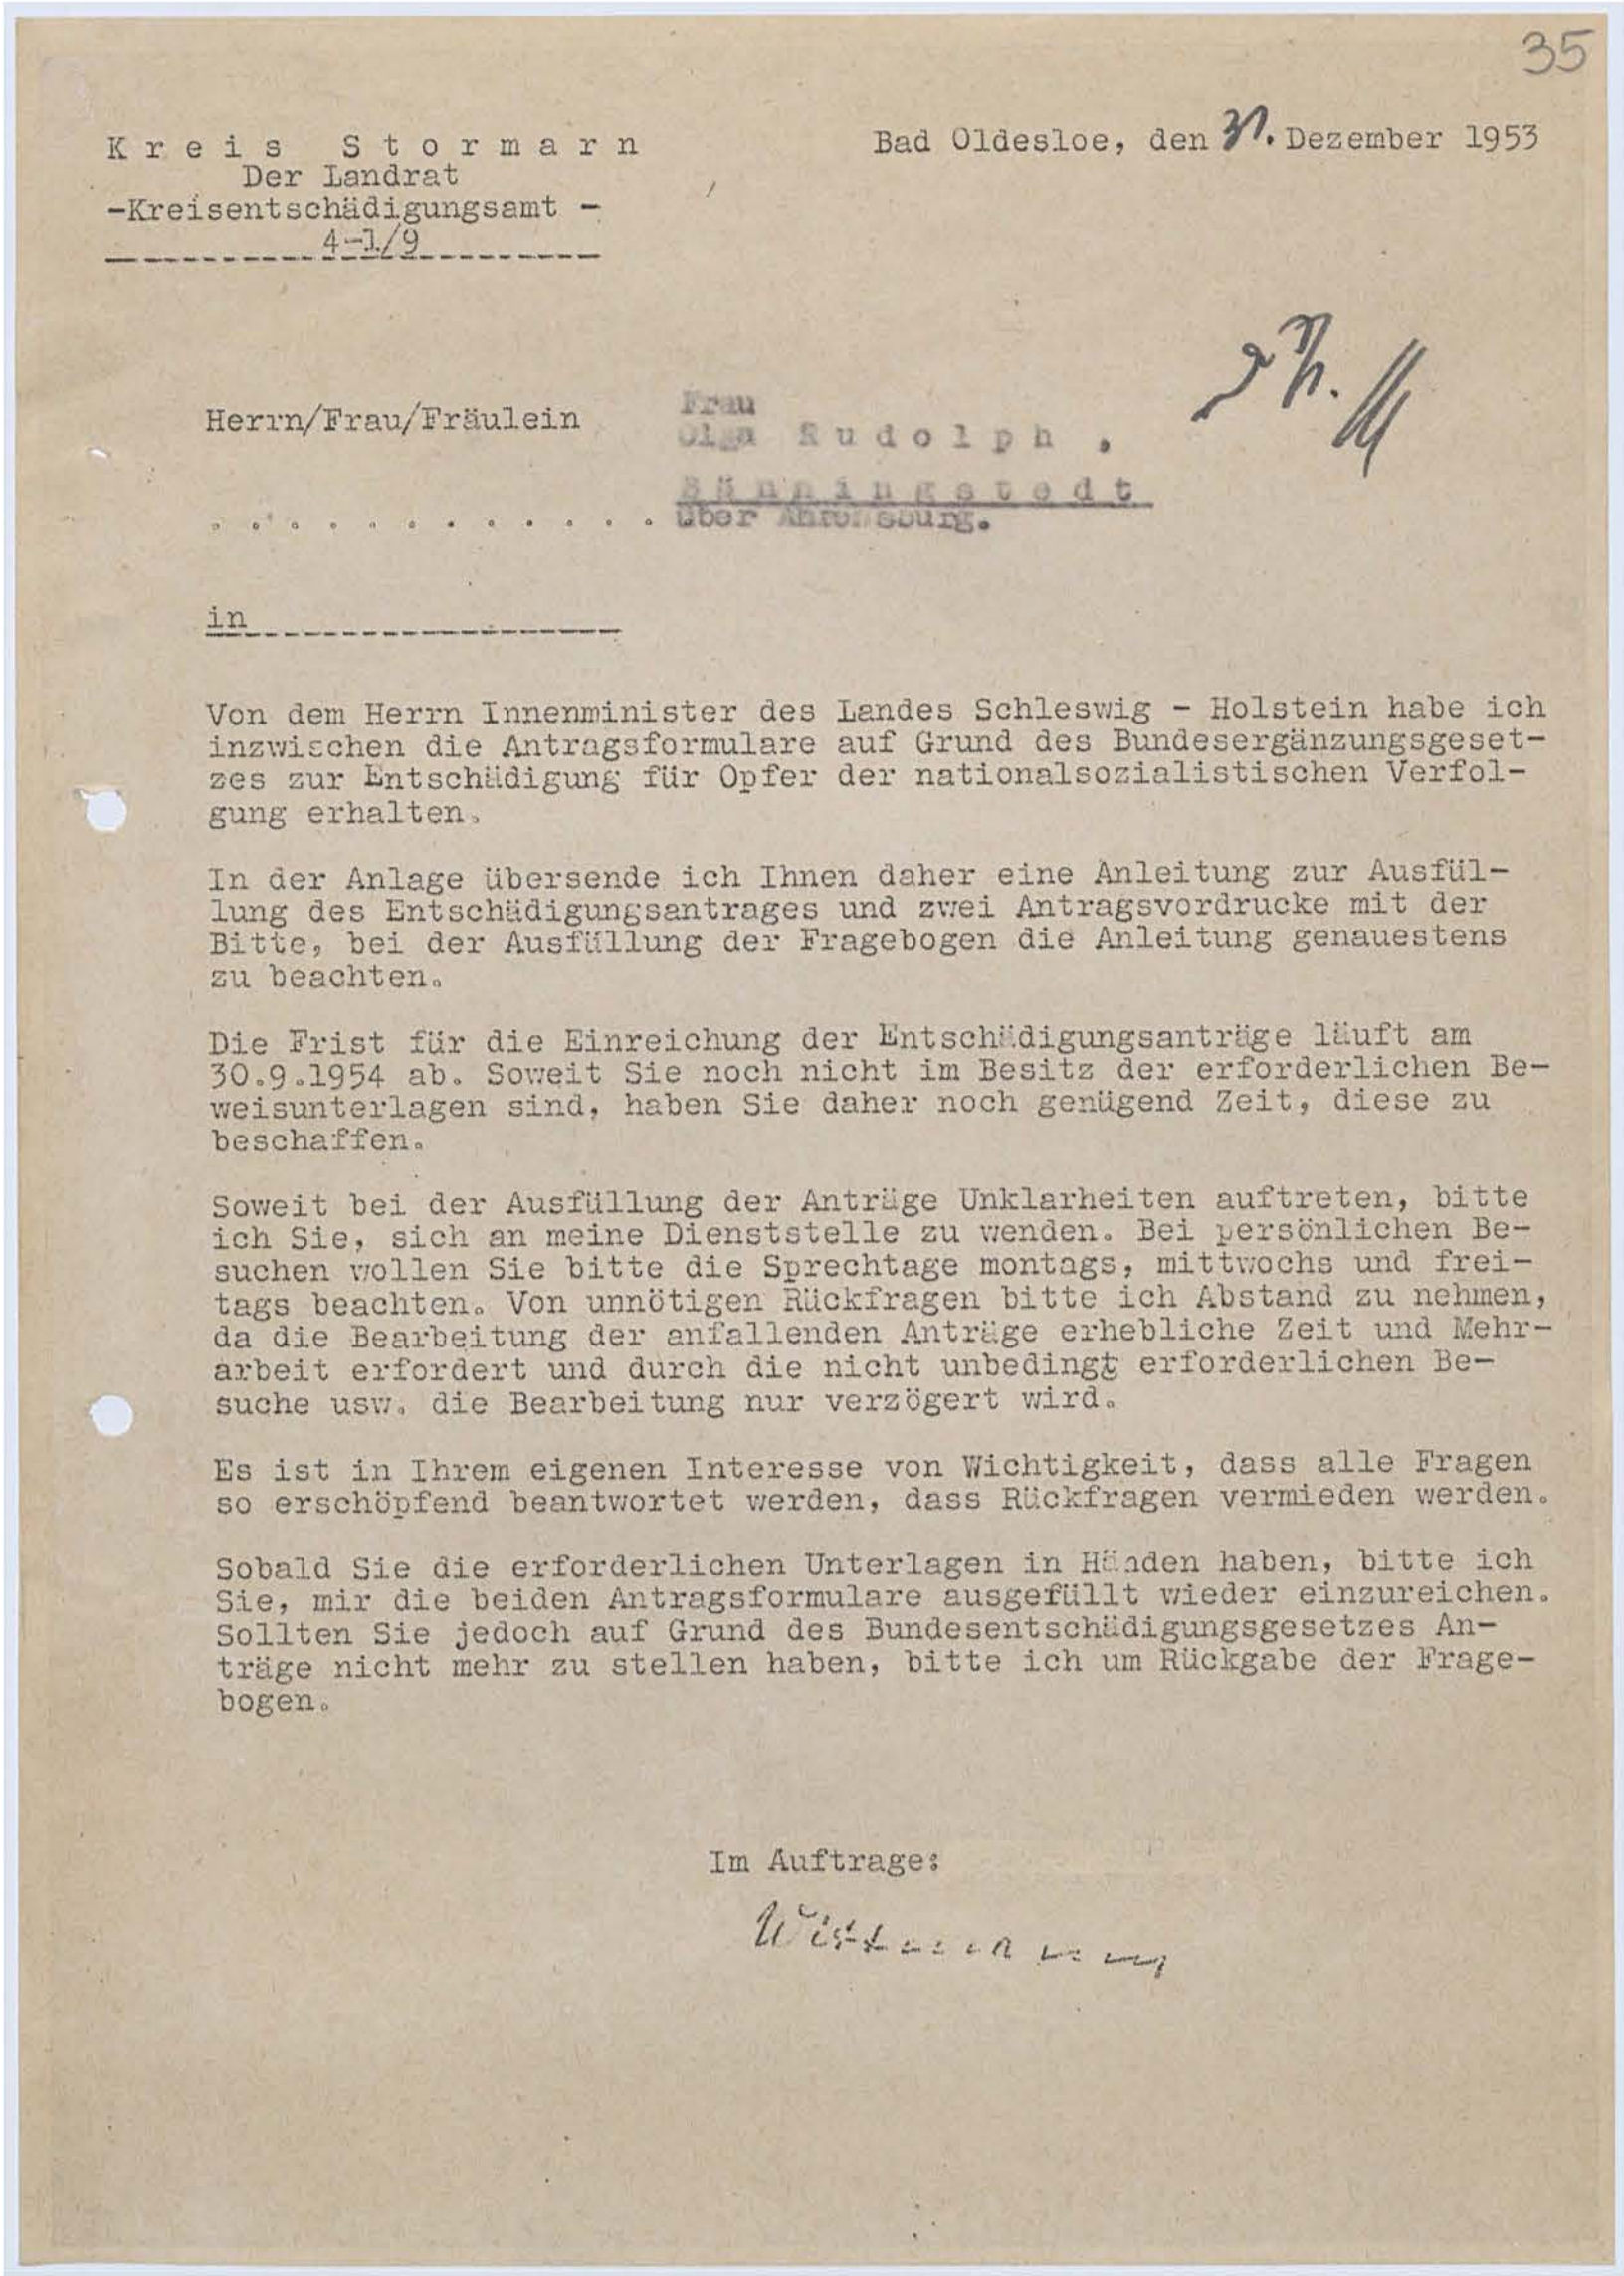 35
Kreis Stormarn
Der Landrat
-Kreisentschädigungsamt -
4-1/9
Bad Oldesloe, den 31. Dezember 1953
Herrn/Frau/Fräulein
Frau
Olga Rudolph,
Bünningstedt
über Ahrensburg.
in
Von dem Herrn Innenminister des Landes Schleswig - Holstein habe ich
inzwischen die Antragsformulare auf Grund des Bundesergänzungsgeset-
zes zur Entschädigung für Opfer der nationalsozialistischen Verfol-
gung erhalten.
In der Anlage übersende ich Ihnen daher eine Anleitung zur Ausfül-
lung des Entschädigungsantrages und zwei Antragsvordrucke mit der
Bitte, bei der Ausfüllung der Fragebogen die Anleitung genauestens
zu beachten.
Die Frist für die Einreichung der Entschädigungsanträge läuft am
30.9.1954 ab. Soweit Sie noch nicht im Besitz der erforderlichen Be-
weisunterlagen sind, haben Sie daher noch genügend Zeit, diese zu
beschaffen.
Soweit bei der Ausfüllung der Anträge Unklarheiten auftreten, bitte
ich Sie, sich an meine Dienststelle zu wenden. Bei persönlichen Be-
suchen wollen Sie bitte die Sprechtage montags, mittwochs und frei-
tags beachten. Von unnötigen Rückfragen bitte ich Abstand zu nehmen,
da die Bearbeitung der anfallenden Anträge erhebliche Zeit und Mehr-
arbeit erfordert und durch die nicht unbedingt erforderlichen Be-
suche usw. die Bearbeitung nur verzögert wird.
Es ist in Ihrem eigenen Interesse von Wichtigkeit, dass alle Fragen
so erschöpfend beantwortet werden, dass Rückfragen vermieden werden.
Sobald Sie die erforderlichen Unterlagen in Händen haben, bitte ich
Sie, mir die beiden Antragsformulare ausgefüllt wieder einzureichen.
Sollten Sie jedoch auf Grund des Bundesentschädigungsgesetzes An-
träge nicht mehr zu stellen haben, bitte ich um Rückgabe der Frage-
bogen.
Im Auftrage: